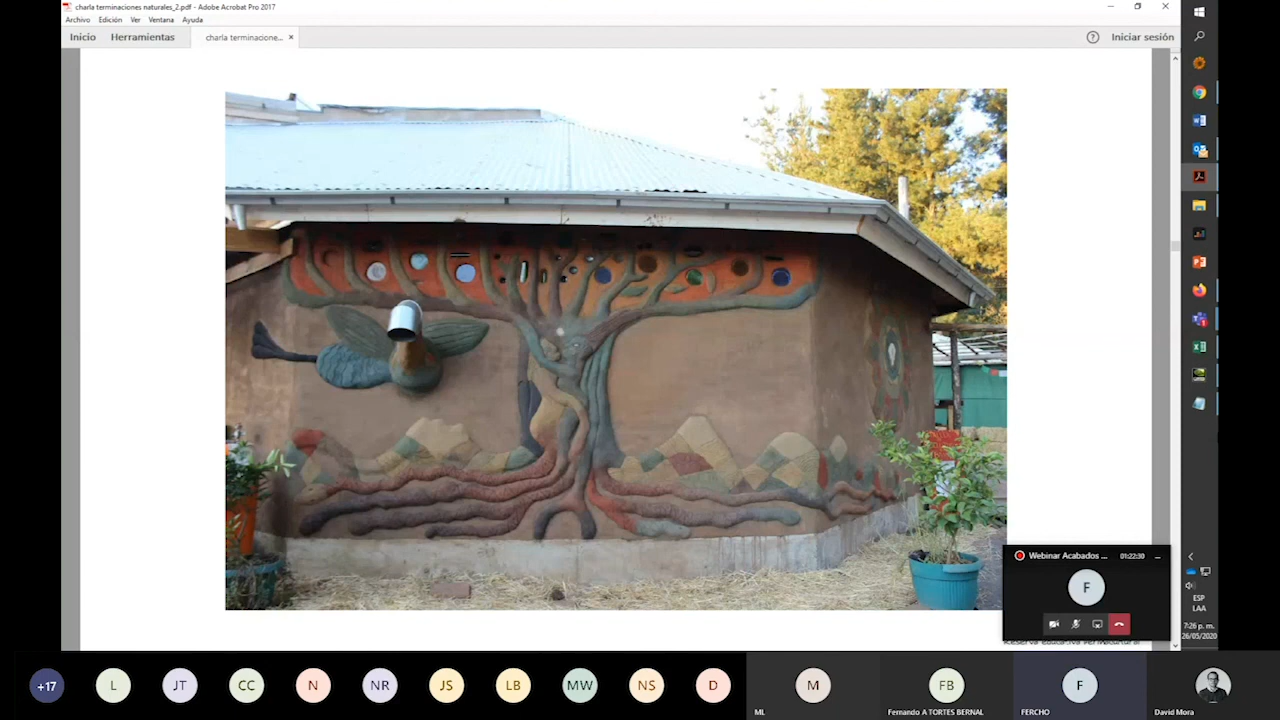 charla terminaciones naturales_2.pdf - Adobe Acrobat Pro 2017
Archivo Edición Ver Ventana Ayuda
Inicio Herramientas charla terminacione... Iniciar sesión
Webinar Acabados ... 01:22:30
F
ESP
LAA
7:26 p. m.
26/05/2020
+17 L JT CC N NR JS LB MW NS D M FB F
ML Fernando A TORTES BERNAL FERCHO David Mora